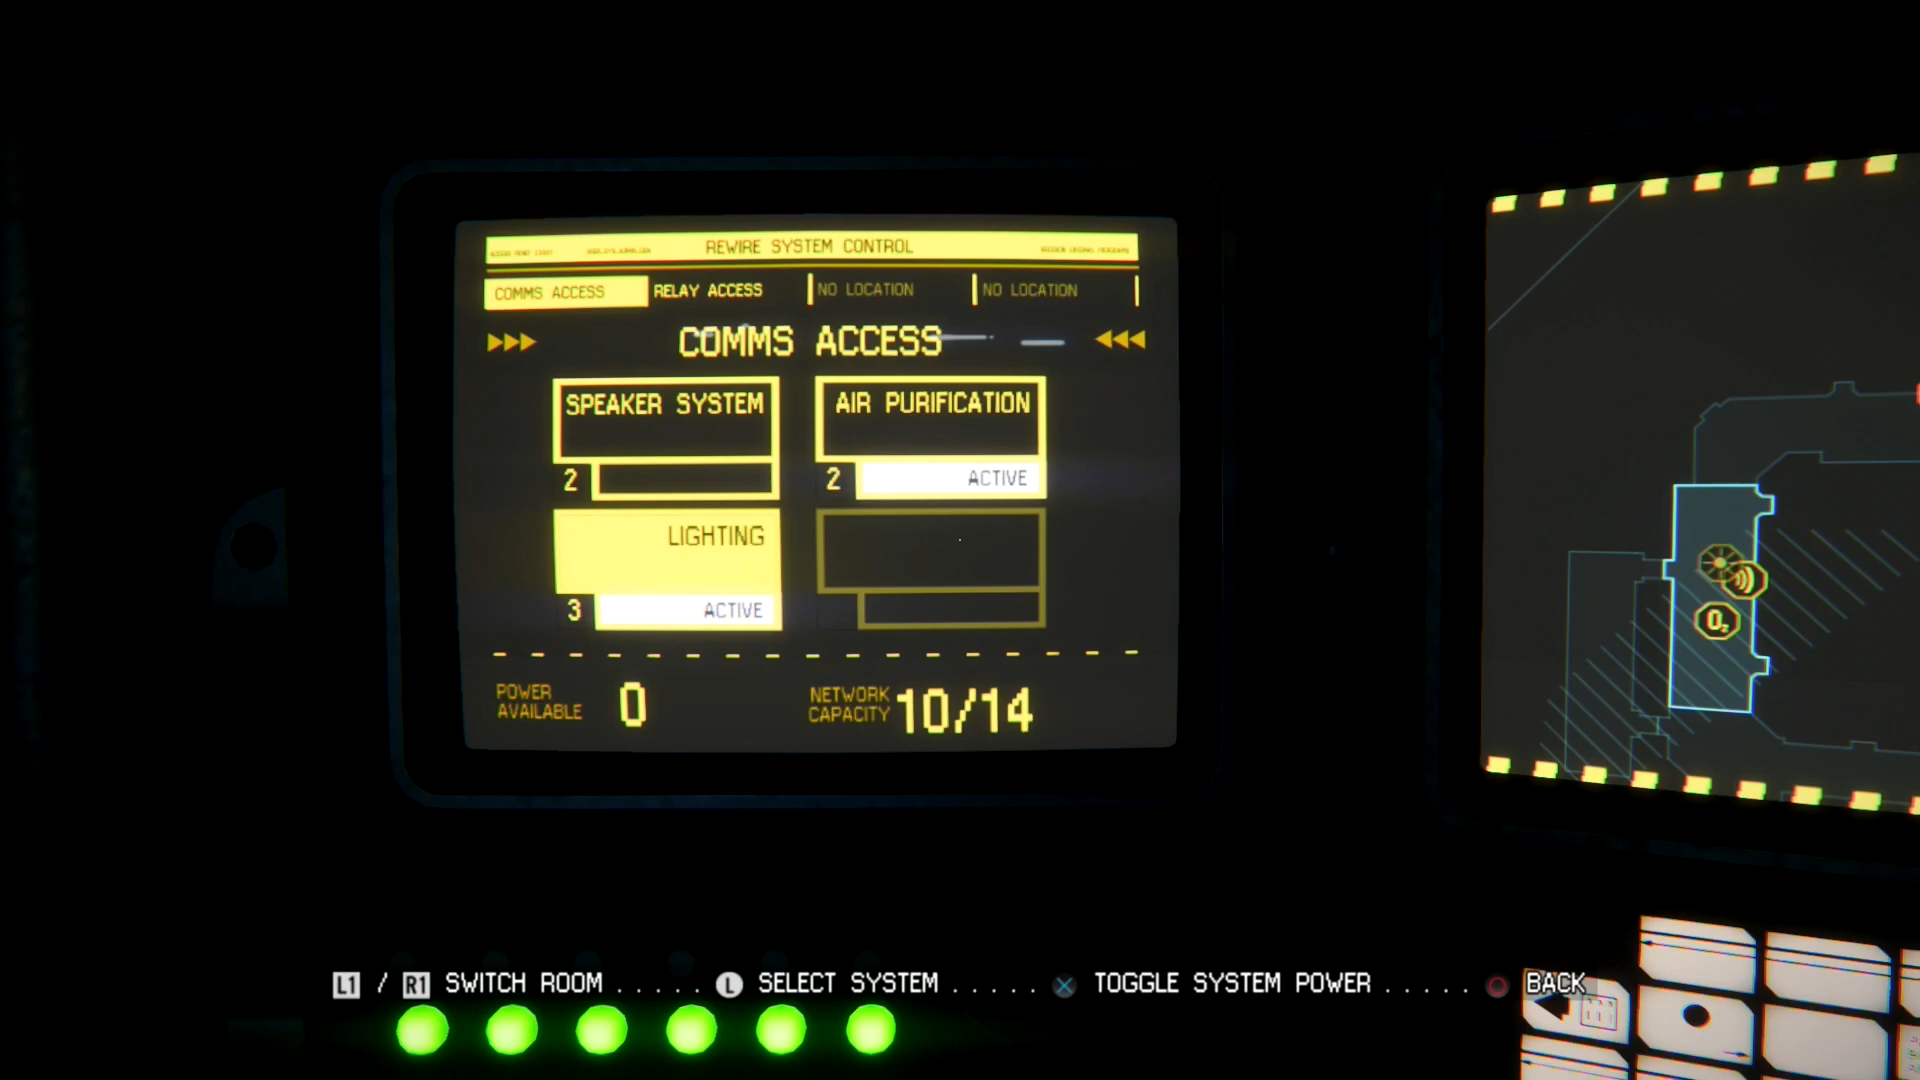 REWIRE SYSTEM CONTROL
COMMS ACCESS RELAY ACCESS NO LOCATION NO LOCATION
COMMS ACCESS
SPEAKER SYSTEM AIR PURIFICATION
2 2 ACTIVE
LIGHTING
3 ACTIVE
POWER AVAILABLE 0 NETWORK CAPACITY 10/14
O2
L1 / R1 SWITCH ROOM ..... L SELECT SYSTEM ..... X TOGGLE SYSTEM POWER ..... O BACK